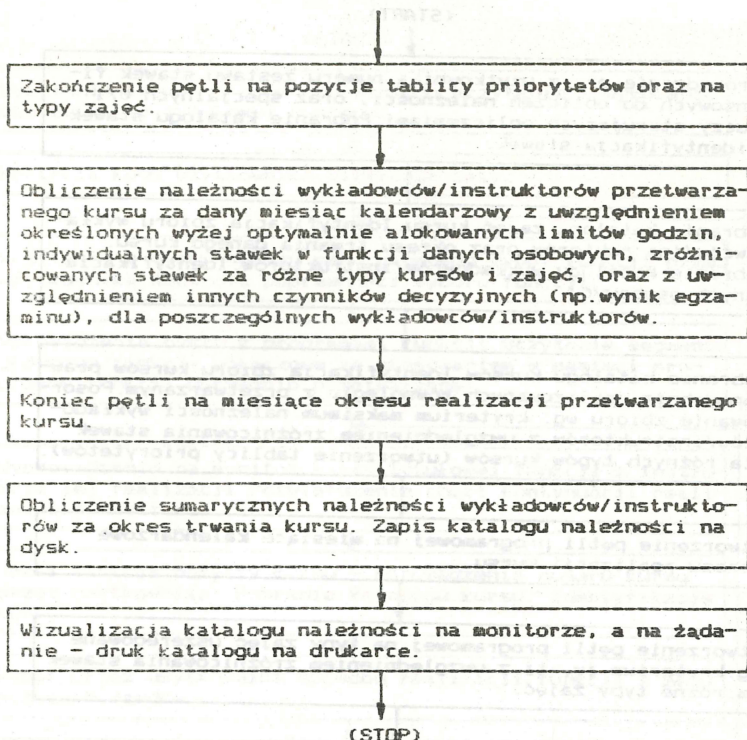 Zakończenie pętli na pozycje tablicy priorytetów oraz na
typy zajęć.
Obliczenie należności wykładowców/instruktorów przetwarza-
nego kursu za dany miesiąc kalendarzowy z uwzględnieniem
określonych wyżej optymalnie alokowanych limitów godzin,
indywidualnych stawek w funkcji danych osobowych, zróżni-
cowanych stawek za różne typy kursów i zajęć, oraz z uw-
zględnieniem innych czynników decyzyjnych (np.wynik egza-
minu), dla poszczególnych wykładowców/instruktorów.
Koniec pętli na miesiące okresu realizacji przetwarzanego
kursu.
Obliczenie sumarycznych należności wykładowców/instrukto-
rów za okres trwania kursu. Zapis katalogu należności na
dysk.
Wizualizacja katalogu należności na monitorze, a na żąda-
nie - druk katalogu na drukarce.
(STOP)